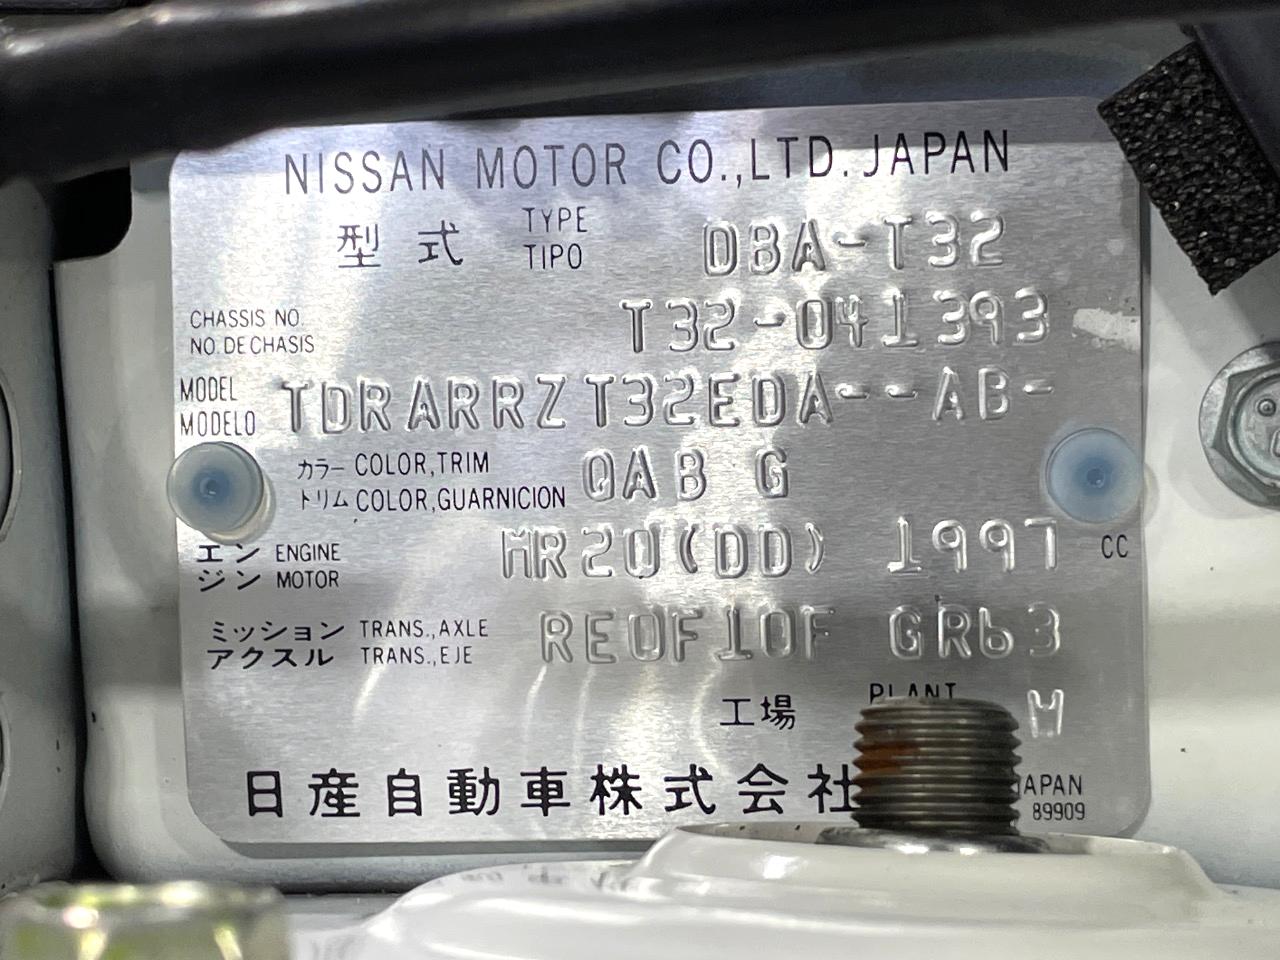 NISSAN MOTOR CO.,LTD. JAPAN
型式 TYPE TIPO DBA-T32
CHASSIS NO
NO. DE CHASIS T32-041393
MODEL
MODELO TDRARRZT32EDA--AB-
カラー COLOR,TRIM
トリム COLOR,GUARNICION QAB G
エンジン ENGINE MOTOR MR20(DD) 1997 CC
ミッション TRANS.,AXLE
アクスル TRANS.,EJE RE0F10F GR63
工場 PLANT M
日産自動車株式会社 JAPAN
89909